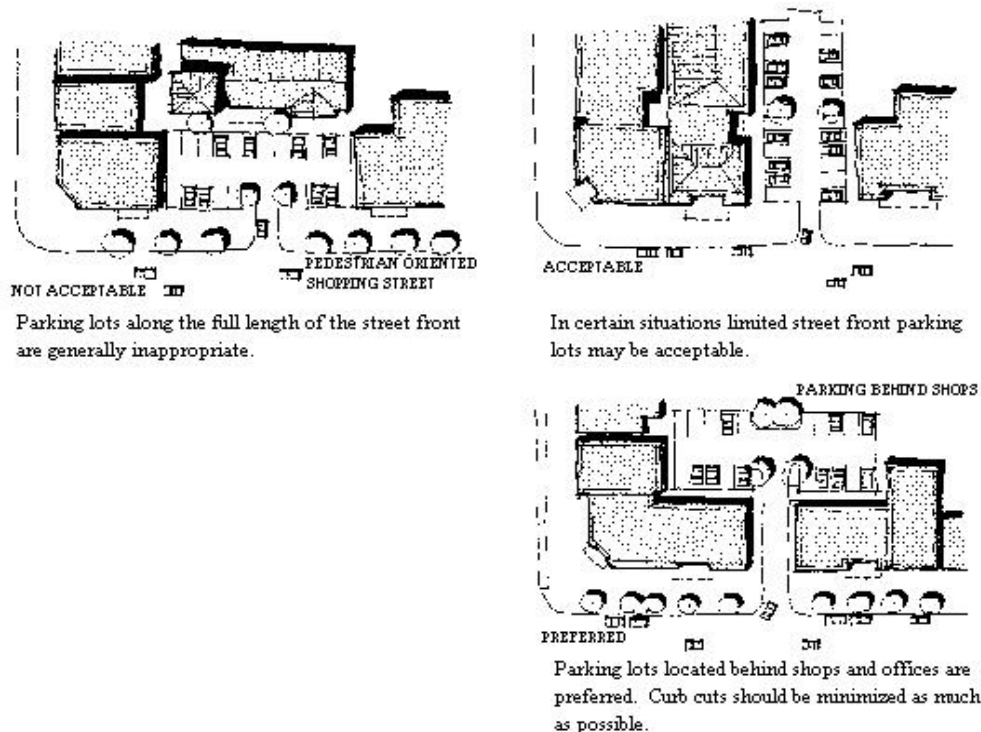 PEDESTRIAN ORIENTED
SHOPPING STREET
NOT ACCEPTABLE
Parking lots along the full length of the street front
are generally inappropriate.
ACCEPTABLE
In certain situations limited street front parking
lots may be acceptable.
PARKING BEHIND SHOPS
PREFERRED
Parking lots located behind shops and offices are
preferred. Curb cuts should be minimized as much
as possible.